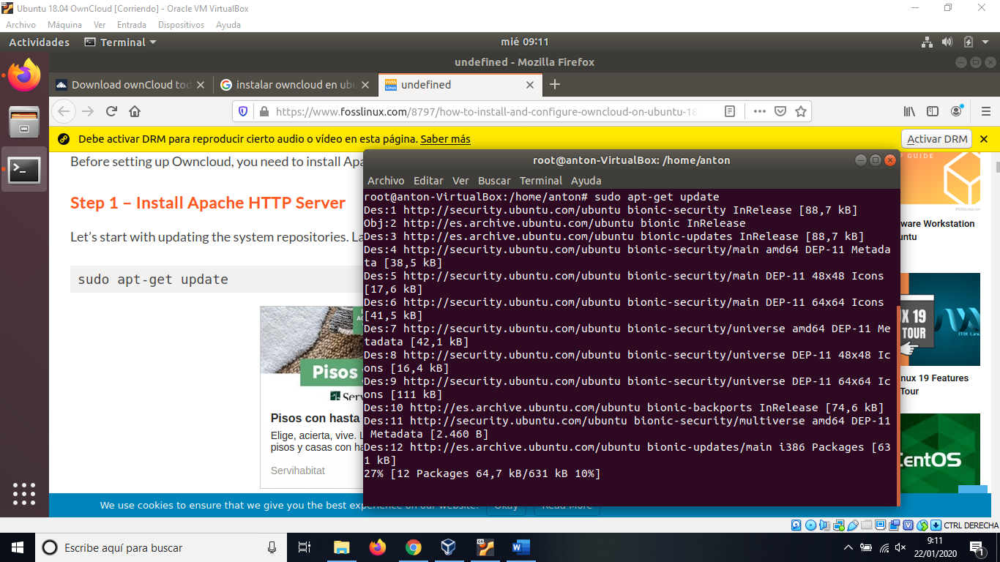 Ubuntu 18.04 OwnCloud [Corriendo] - Oracle VM VirtualBox
Archivo Máquina Ver Entrada Dispositivos Ayuda
Actividades Terminal mié 09:11
undefined - Mozilla Firefox
Download ownCloud tod instalar owncloud en ubu FOSS Linux undefined
https://www.fosslinux.com/8797/how-to-install-and-configure-owncloud-on-ubuntu-18
Debe activar DRM para reproducir cierto audio o vídeo en esta página. Saber más Activar DRM
Before setting up Owncloud, you need to install Apa
Step 1 – Install Apache HTTP Server
Let's start with updating the system repositories. La
sudo apt-get update
Pisos
Serv
Pisos con hasta
Elige, acierta, vive. L
pisos y casas con ha
Servihabitat
root@anton-VirtualBox: /home/anton
Archivo Editar Ver Buscar Terminal Ayuda
root@anton-VirtualBox:/home/anton# sudo apt-get update
Des:1 http://security.ubuntu.com/ubuntu bionic-security InRelease [88,7 kB]
Obj:2 http://es.archive.ubuntu.com/ubuntu bionic InRelease
Des:3 http://es.archive.ubuntu.com/ubuntu bionic-updates InRelease [88,7 kB]
Des:4 http://security.ubuntu.com/ubuntu bionic-security/main amd64 DEP-11 Metada
ta [38,5 kB]
Des:5 http://security.ubuntu.com/ubuntu bionic-security/main DEP-11 48x48 Icons
[17,6 kB]
Des:6 http://security.ubuntu.com/ubuntu bionic-security/main DEP-11 64x64 Icons
[41,5 kB]
Des:7 http://security.ubuntu.com/ubuntu bionic-security/universe amd64 DEP-11 Me
tadata [42,1 kB]
Des:8 http://security.ubuntu.com/ubuntu bionic-security/universe DEP-11 48x48 Ic
ons [16,4 kB]
Des:9 http://security.ubuntu.com/ubuntu bionic-security/universe DEP-11 64x64 Ic
ons [111 kB]
Des:10 http://es.archive.ubuntu.com/ubuntu bionic-backports InRelease [74,6 kB]
Des:11 http://security.ubuntu.com/ubuntu bionic-security/multiverse amd64 DEP-11
Metadata [2.460 B]
Des:12 http://es.archive.ubuntu.com/ubuntu bionic-updates/main i386 Packages [63
1 kB]
27% [12 Packages 64,7 kB/631 kB 10%]
P GUIDE
ware Workstation
untu
X 19
TOUR
nux 19 Features
Tour
entOS
We use cookies to ensure that we give you the best experience on our website. Okay Read More
CTRL DERECHA
Escribe aquí para buscar
9:11
22/01/2020
1